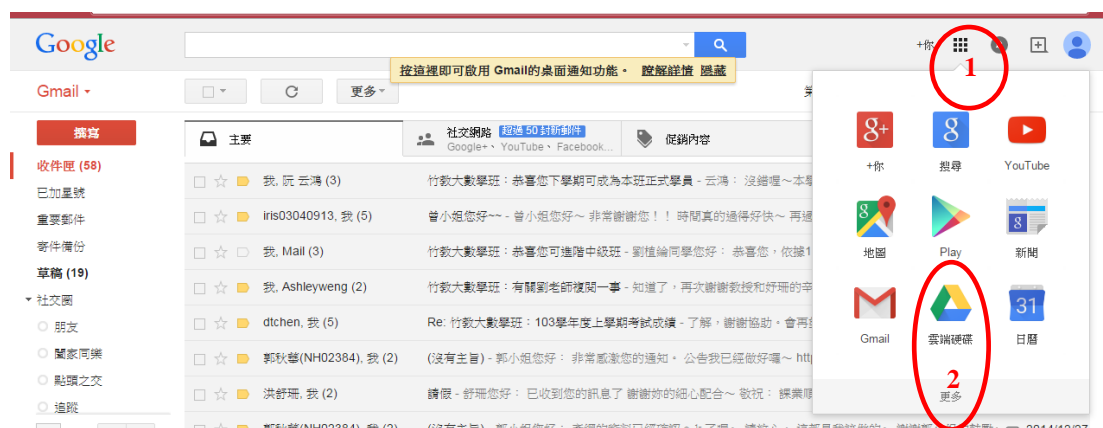 Google
+你
1
按這裡即可啟用 Gmail的桌面通知功能。 瞭解詳情 隱藏
Gmail
更多
第
撰寫
主要
社交網路 超過 50 封新郵件
Google+、YouTube、Facebook...
促銷內容
收件匣 (58)
已加星號
重要郵件
寄件備份
草稿 (19)
社交圈
朋友
闔家同樂
點頭之交
追蹤
我, 阮 云鴻 (3) 竹教大數學班：恭喜您下學期可成為本班正式學員 - 云鴻： 沒錯喔～本
iris03040913, 我 (5) 曾小姐您好~~ - 曾小姐您好～ 非常謝謝您！！ 時間真的過得好快～ 再
我, Mail (3) 竹教大數學班：恭喜您可進階中級班 - 劉植綸同學您好： 恭喜您，依據1
我, Ashleyweng (2) 竹教大數學班：有關劉老師複閱一事 - 知道了，再次謝謝教授和妤珊的辛
dtchen, 我 (5) Re: 竹教大數學班：103學年度上學期考試成績 - 了解，謝謝協助。會再
郭秋華(NH02384), 我 (2) (沒有主旨) - 郭小姐您好： 非常感激您的通知。 公告我已經做好囉～ http
洪舒珊, 我 (2) 請假 - 舒珊您好： 已收到您的訊息了 謝謝妳的細心配合～ 敬祝： 課業順
+你 搜尋 YouTube
地圖 Play 新聞
31
Gmail 雲端硬碟 日曆
2
更多